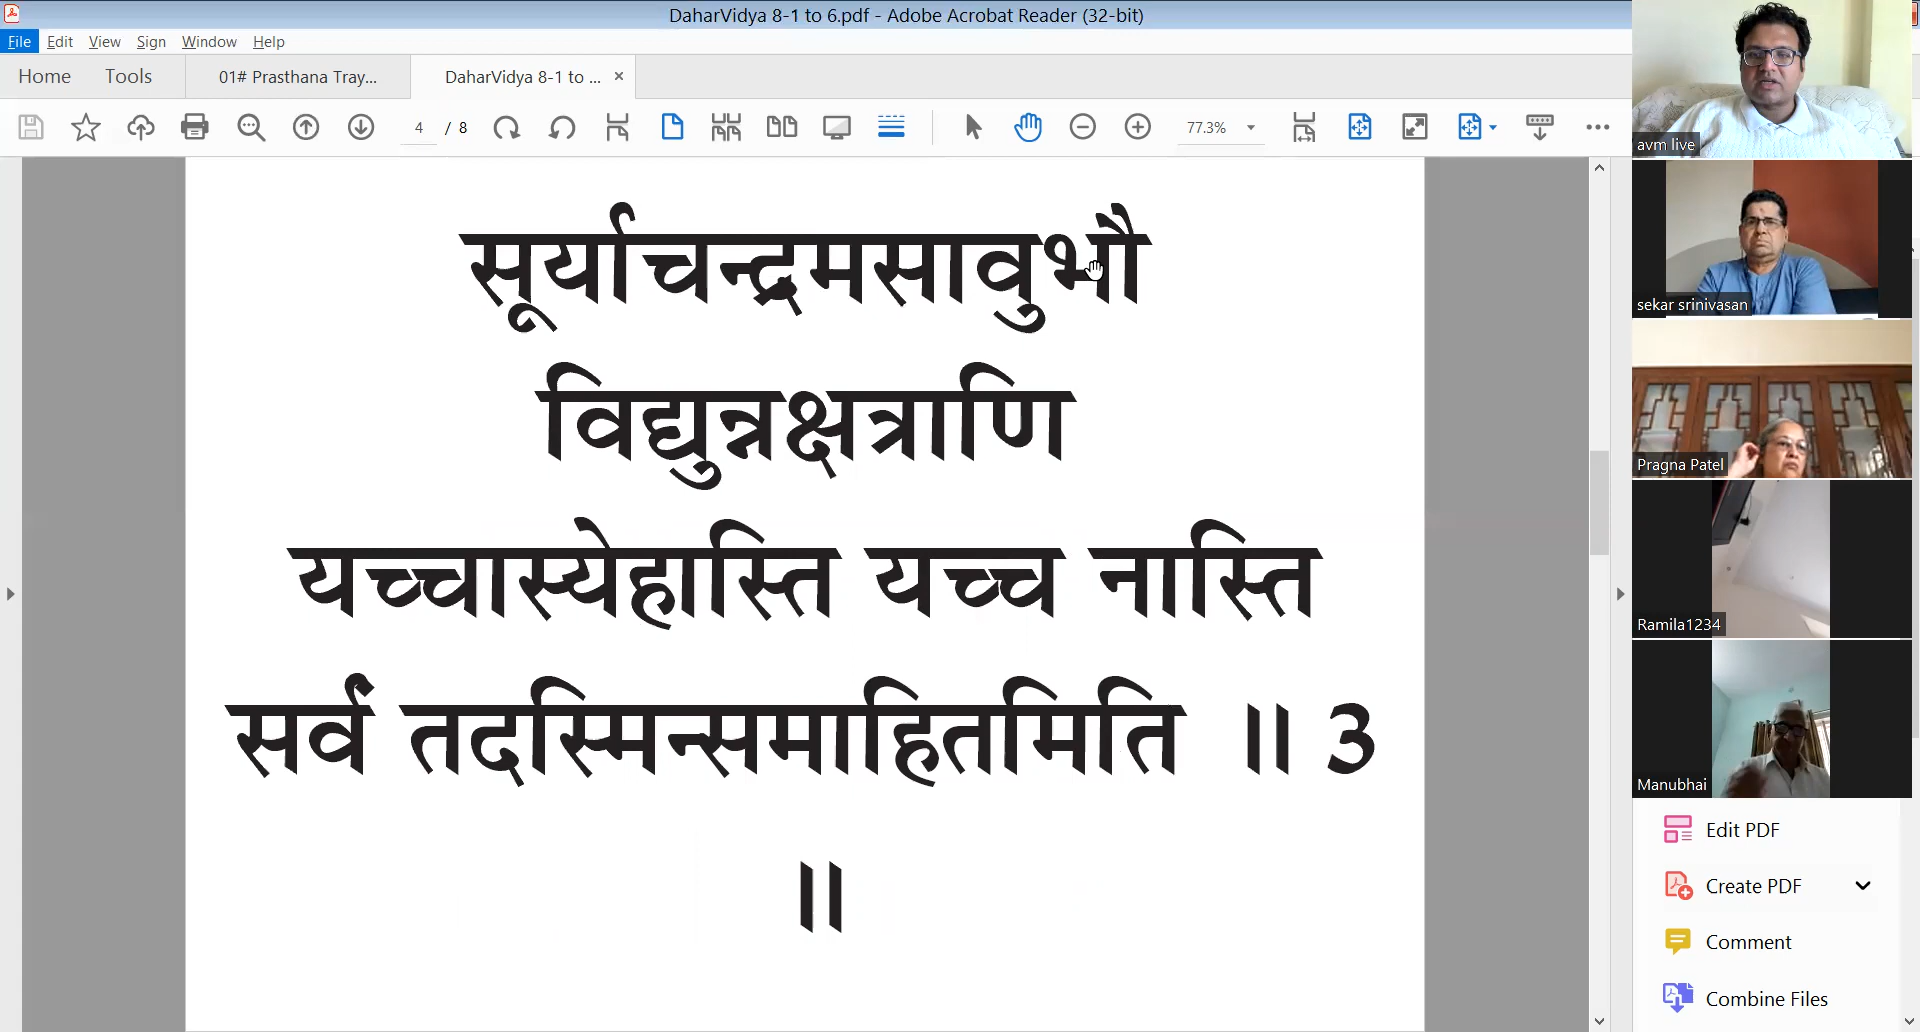 DaharVidya 8-1 to 6.pdf - Adobe Acrobat Reader (32-bit)
File Edit View Sign Window Help
Home Tools 01# Prasthana Tray... DaharVidya 8-1 to ... ×
4 / 8 77.3%
सूर्याचन्द्रमसावुभौ
विद्युन्नक्षत्राणि
यच्चास्येहास्ति यच्च नास्ति
सर्वं तदस्मिन्समाहितमिति ॥ 3
॥
avm live
sekar srinivasan
Pragna Patel
Ramila1234
Manubhai
Edit PDF
Create PDF
Comment
Combine Files